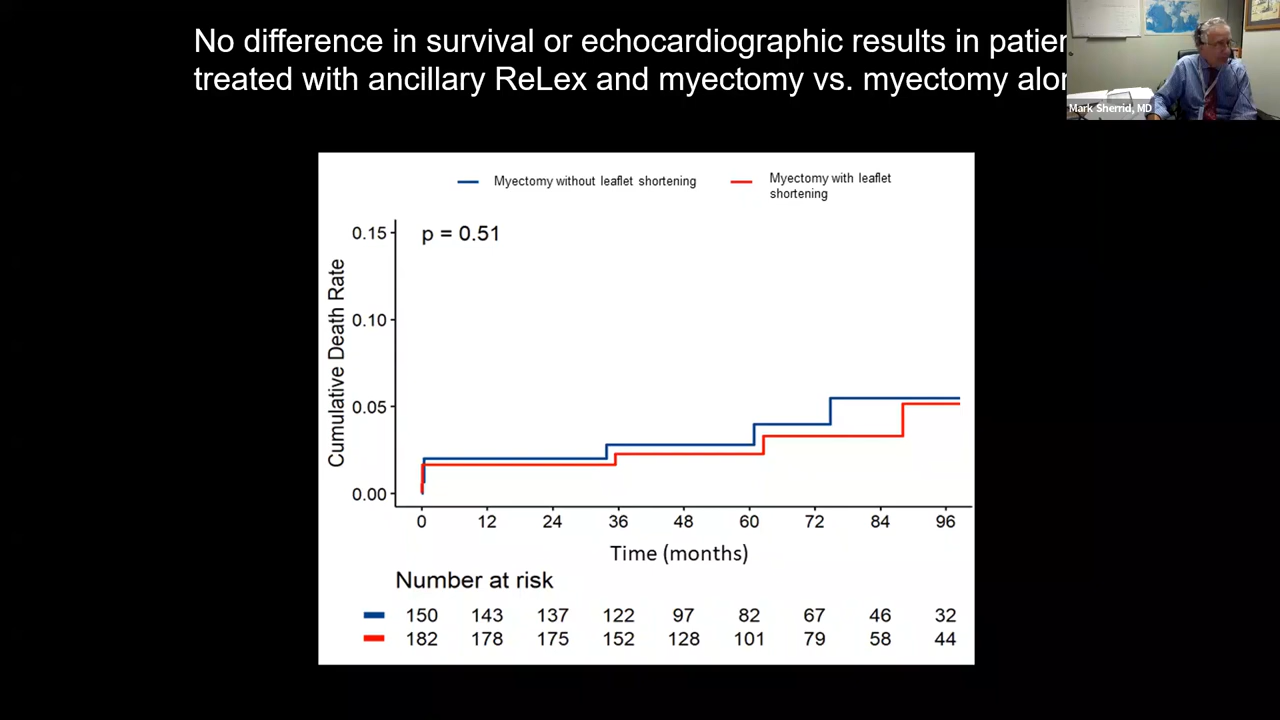 No difference in survival or echocardiographic results in
treated with ancillary ReLex and myectomy vs. myectomy
Mark Sherrid, MD
Myectomy without leaflet shortening
Myectomy with leaflet
shortening
p = 0.51
Cumulative Death Rate
0.15
0.10
0.05
0.00
0 12 24 36 48 60 72 84 96
Time (months)
Number at risk
150 143 137 122 97 82 67 46 32
182 178 175 152 128 101 79 58 44